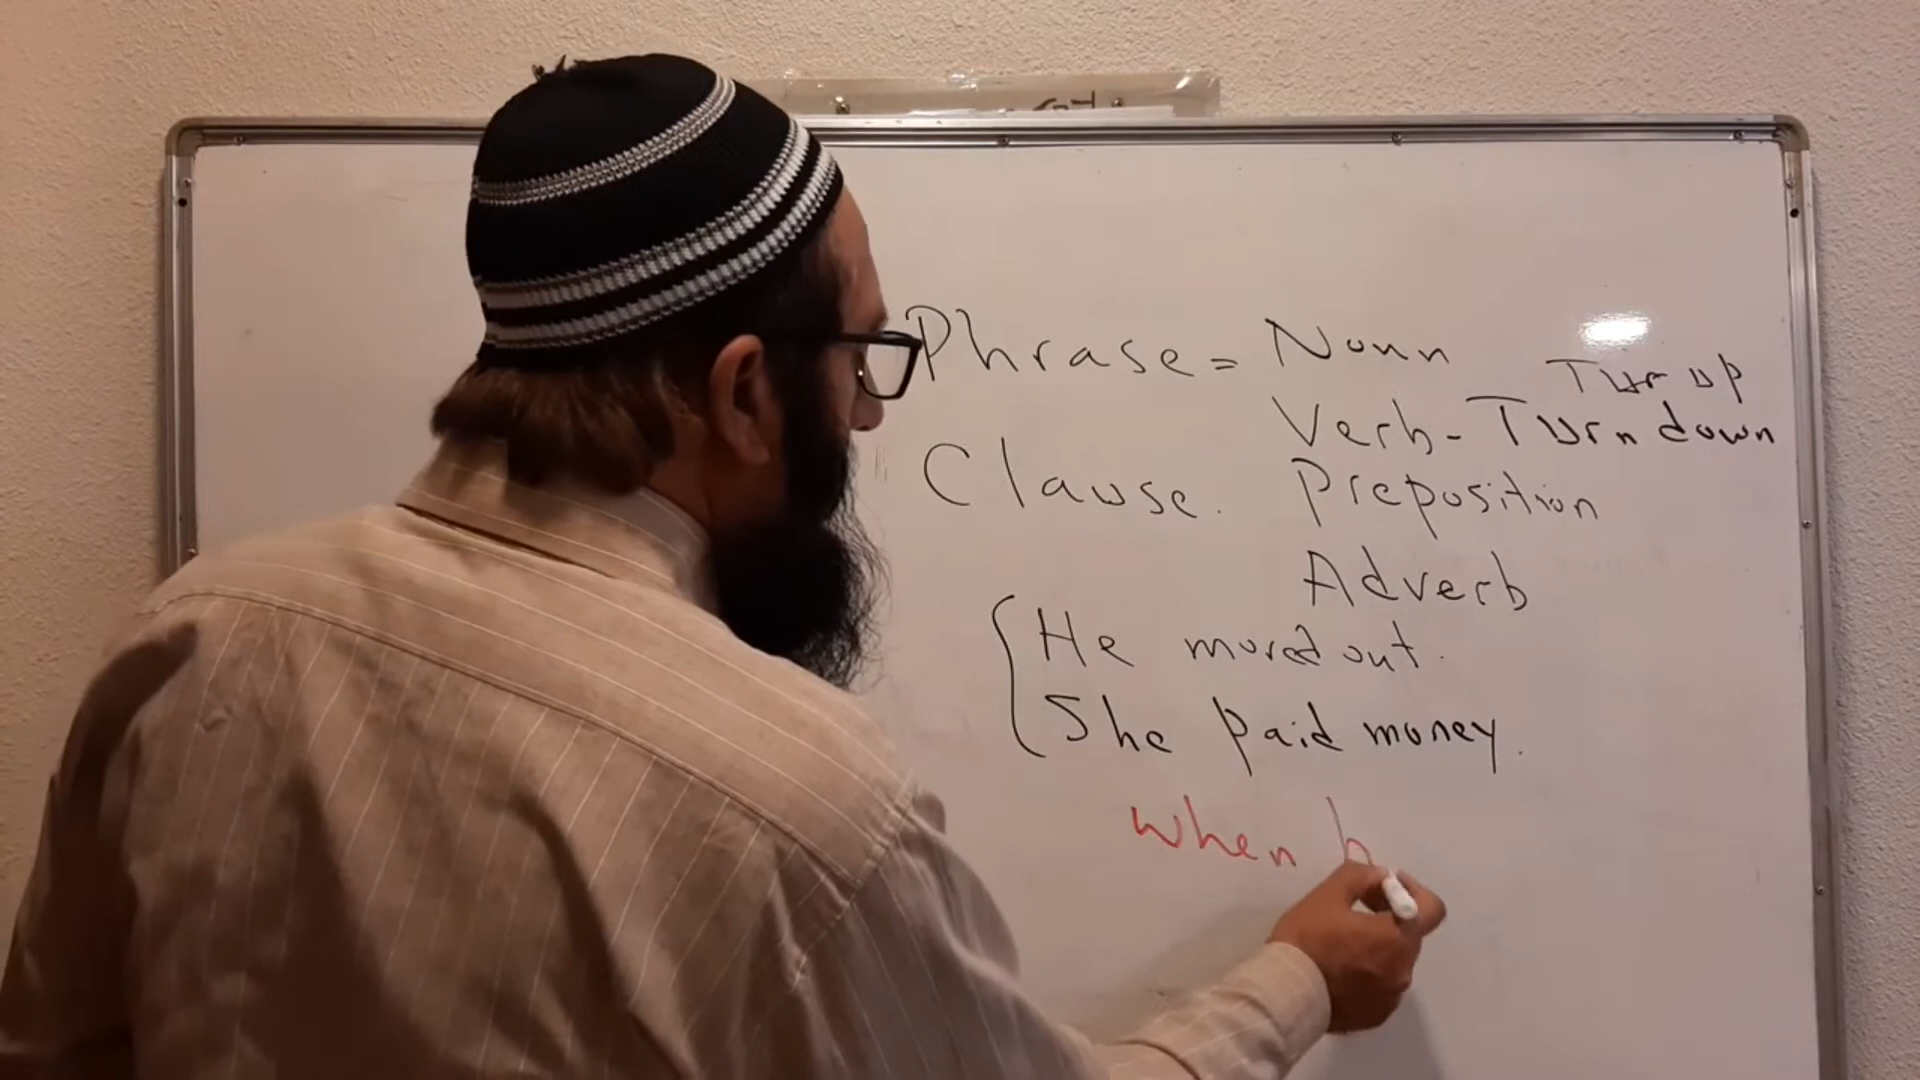 Phrase = Noun
Turn up
Verb - Turn down
Clause. Preposition
Adverb
He moved out.
She paid money.
when h